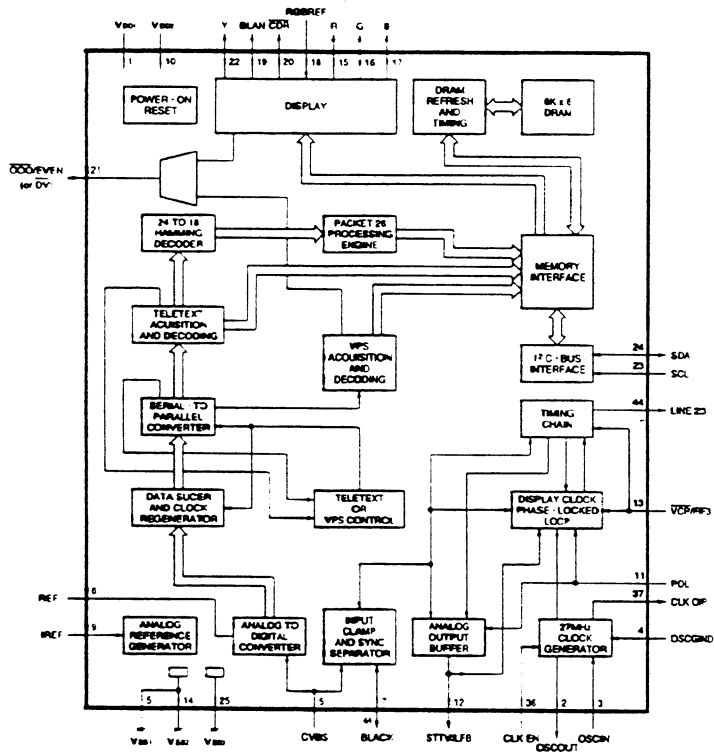 RGBREF
VDD1 VDD2 Y BLAN COR R G B
1 10 22 19 20 18 15 16 17
POWER - ON
RESET
DISPLAY
DRAM
REFRESH
AND
TIMING
8K x 6
DRAM
ODD/EVEN
(or DV)
21
24 TO 18
HAMMING
DECODER
PACKET 26
PROCESSING
ENGINE
MEMORY
INTERFACE
TELETEXT
ACUISITION
AND DECODING
VPS
ACQUISITION
AND
DECODING
I²C - BUS
INTERFACE
24 SDA
23 SCL
SERIAL - TO
PARALLEL
CONVERTER
TIMING
CHAIN
44 LINE 23
DATA SLICER
AND CLOCK
REGENERATOR
TELETEXT
OR
VPS CONTROL
DISPLAY CLOCK
PHASE - LOCKED
LOOP
13 VCR/FF3
11 POL
37 CLK O/P
REF 8
IREF 9
ANALOG
REFERENCE
GENERATOR
ANALOG TO
DIGITAL
CONVERTER
INPUT
CLAMP
AND SYNC
SEPARATOR
ANALOG
OUTPUT
BUFFER
27MHz
CLOCK
GENERATOR
4 OSCGND
5 14 25 5 7 12 36 2 3
VSS1 VSS2 VSS3 CVBS BLACK STTV/LFB CLK EN OSCOUT OSCIN